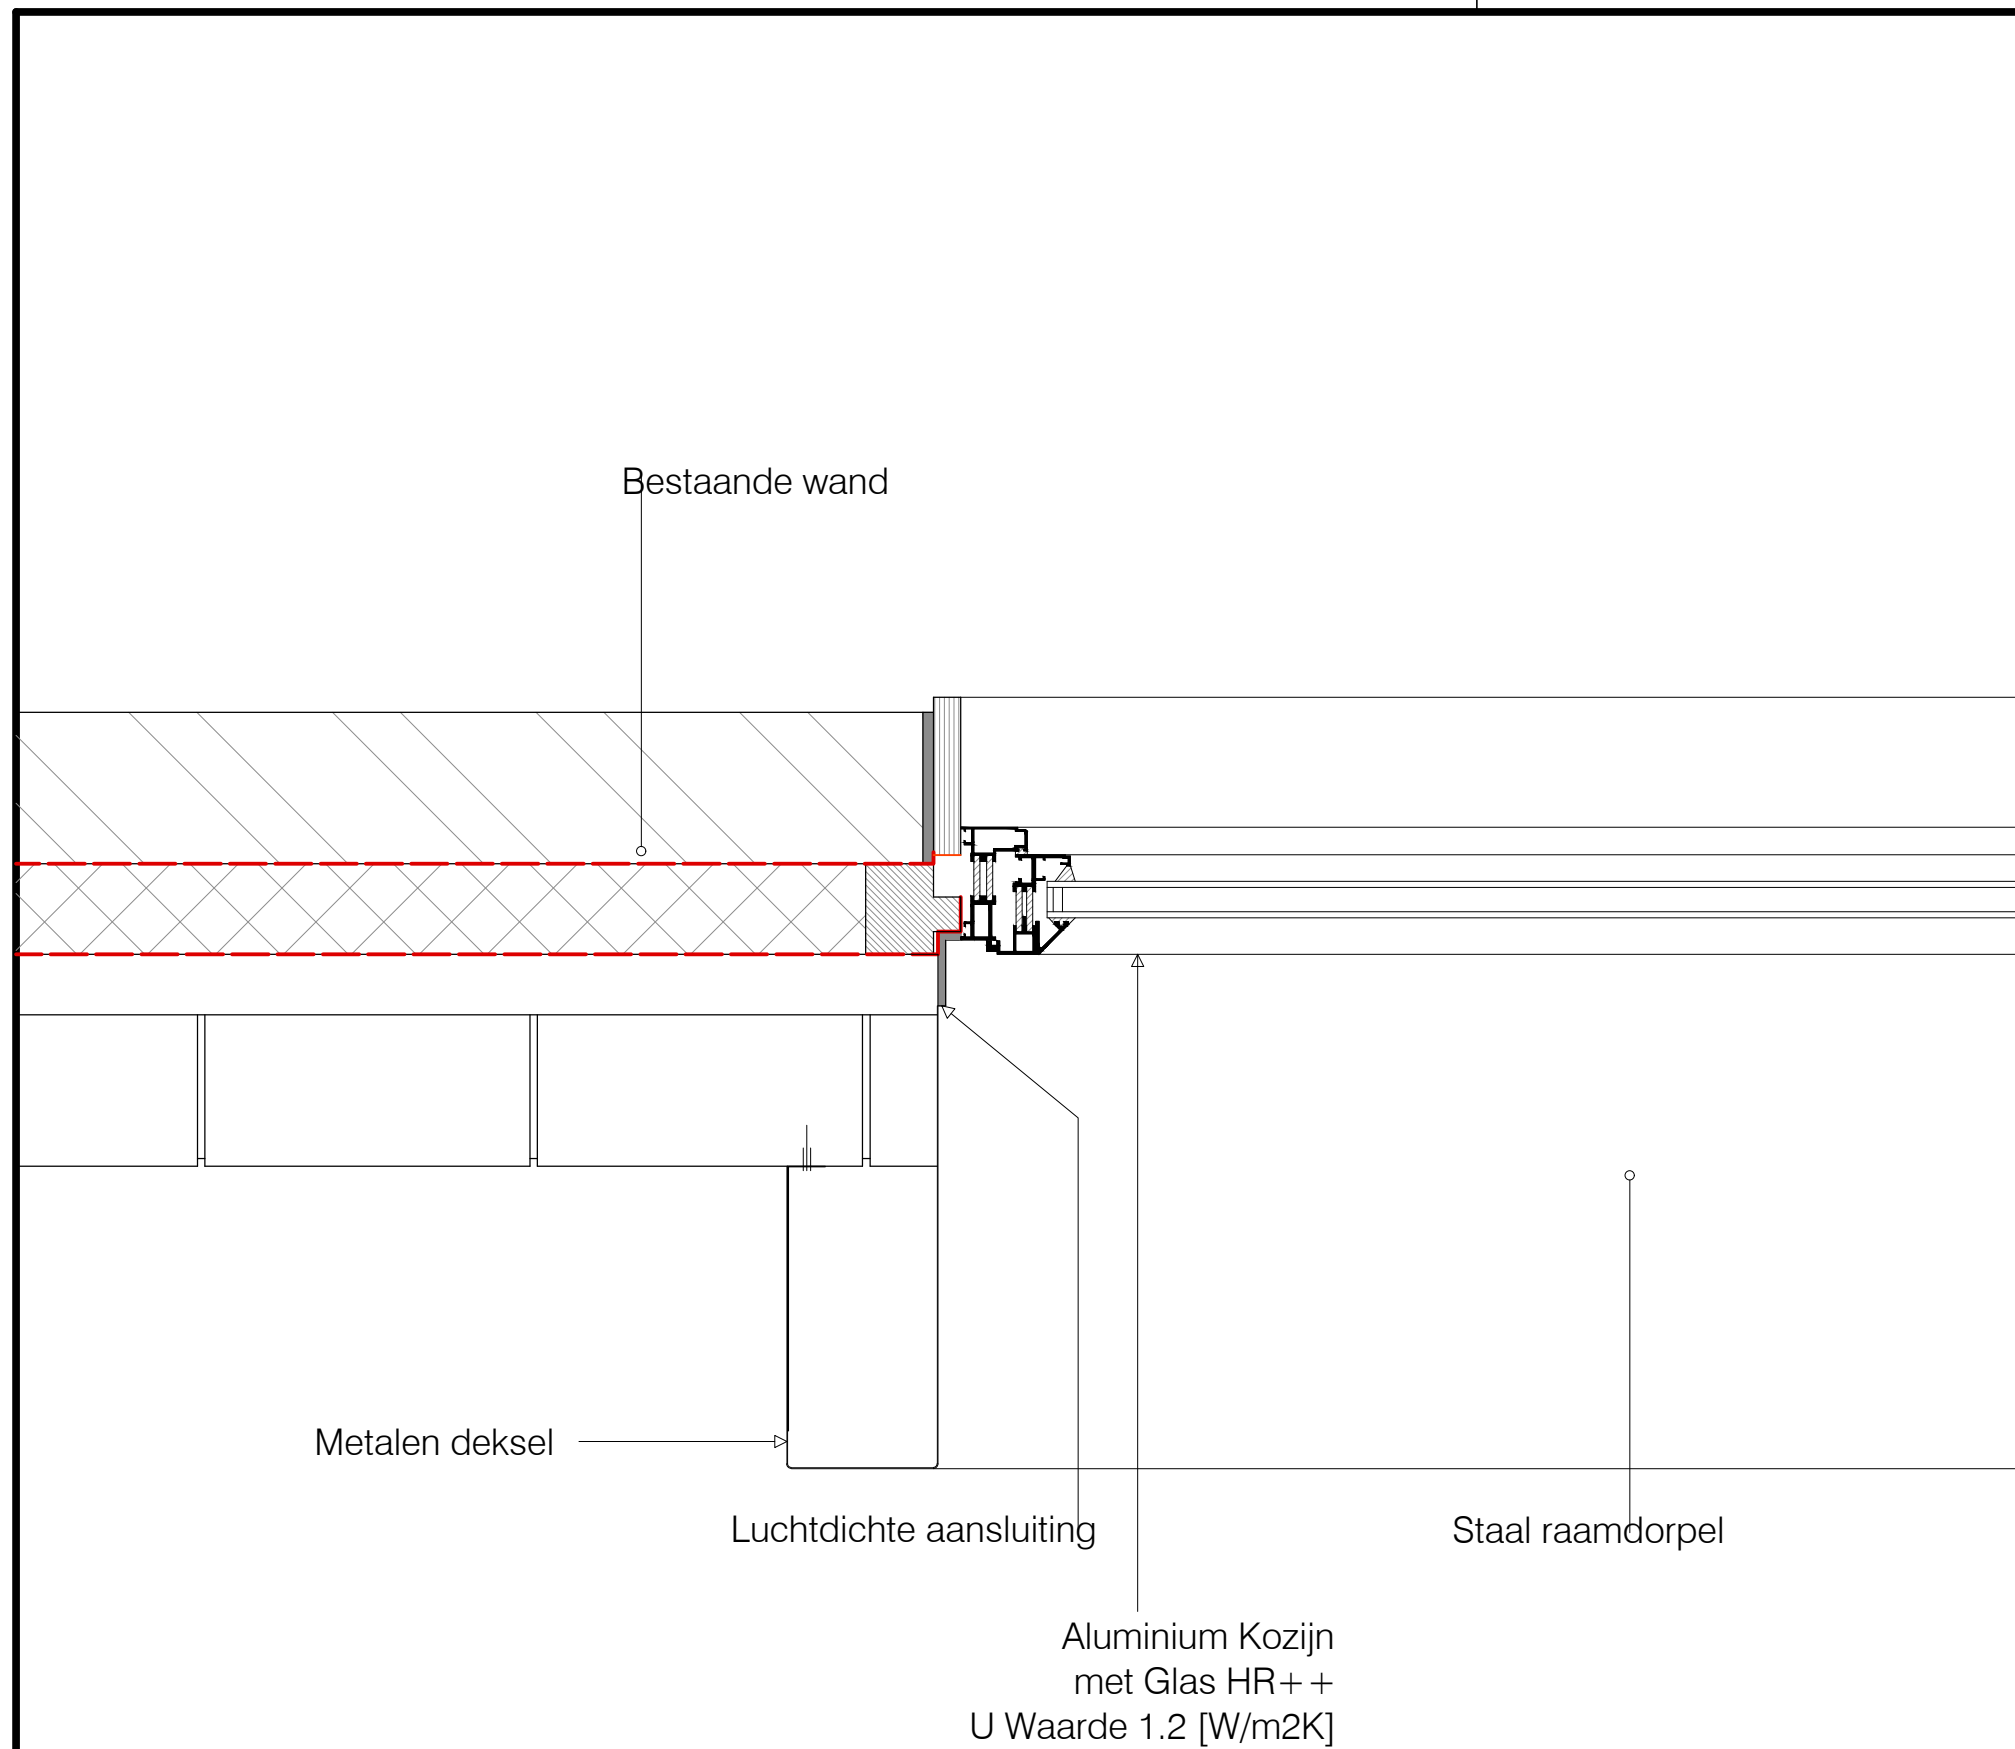 Bestaande wand
Metalen deksel
Luchtdichte aansluiting
Staal raamdorpel
Aluminium Kozijn
met Glas HR++
U Waarde 1.2 [W/m2K]